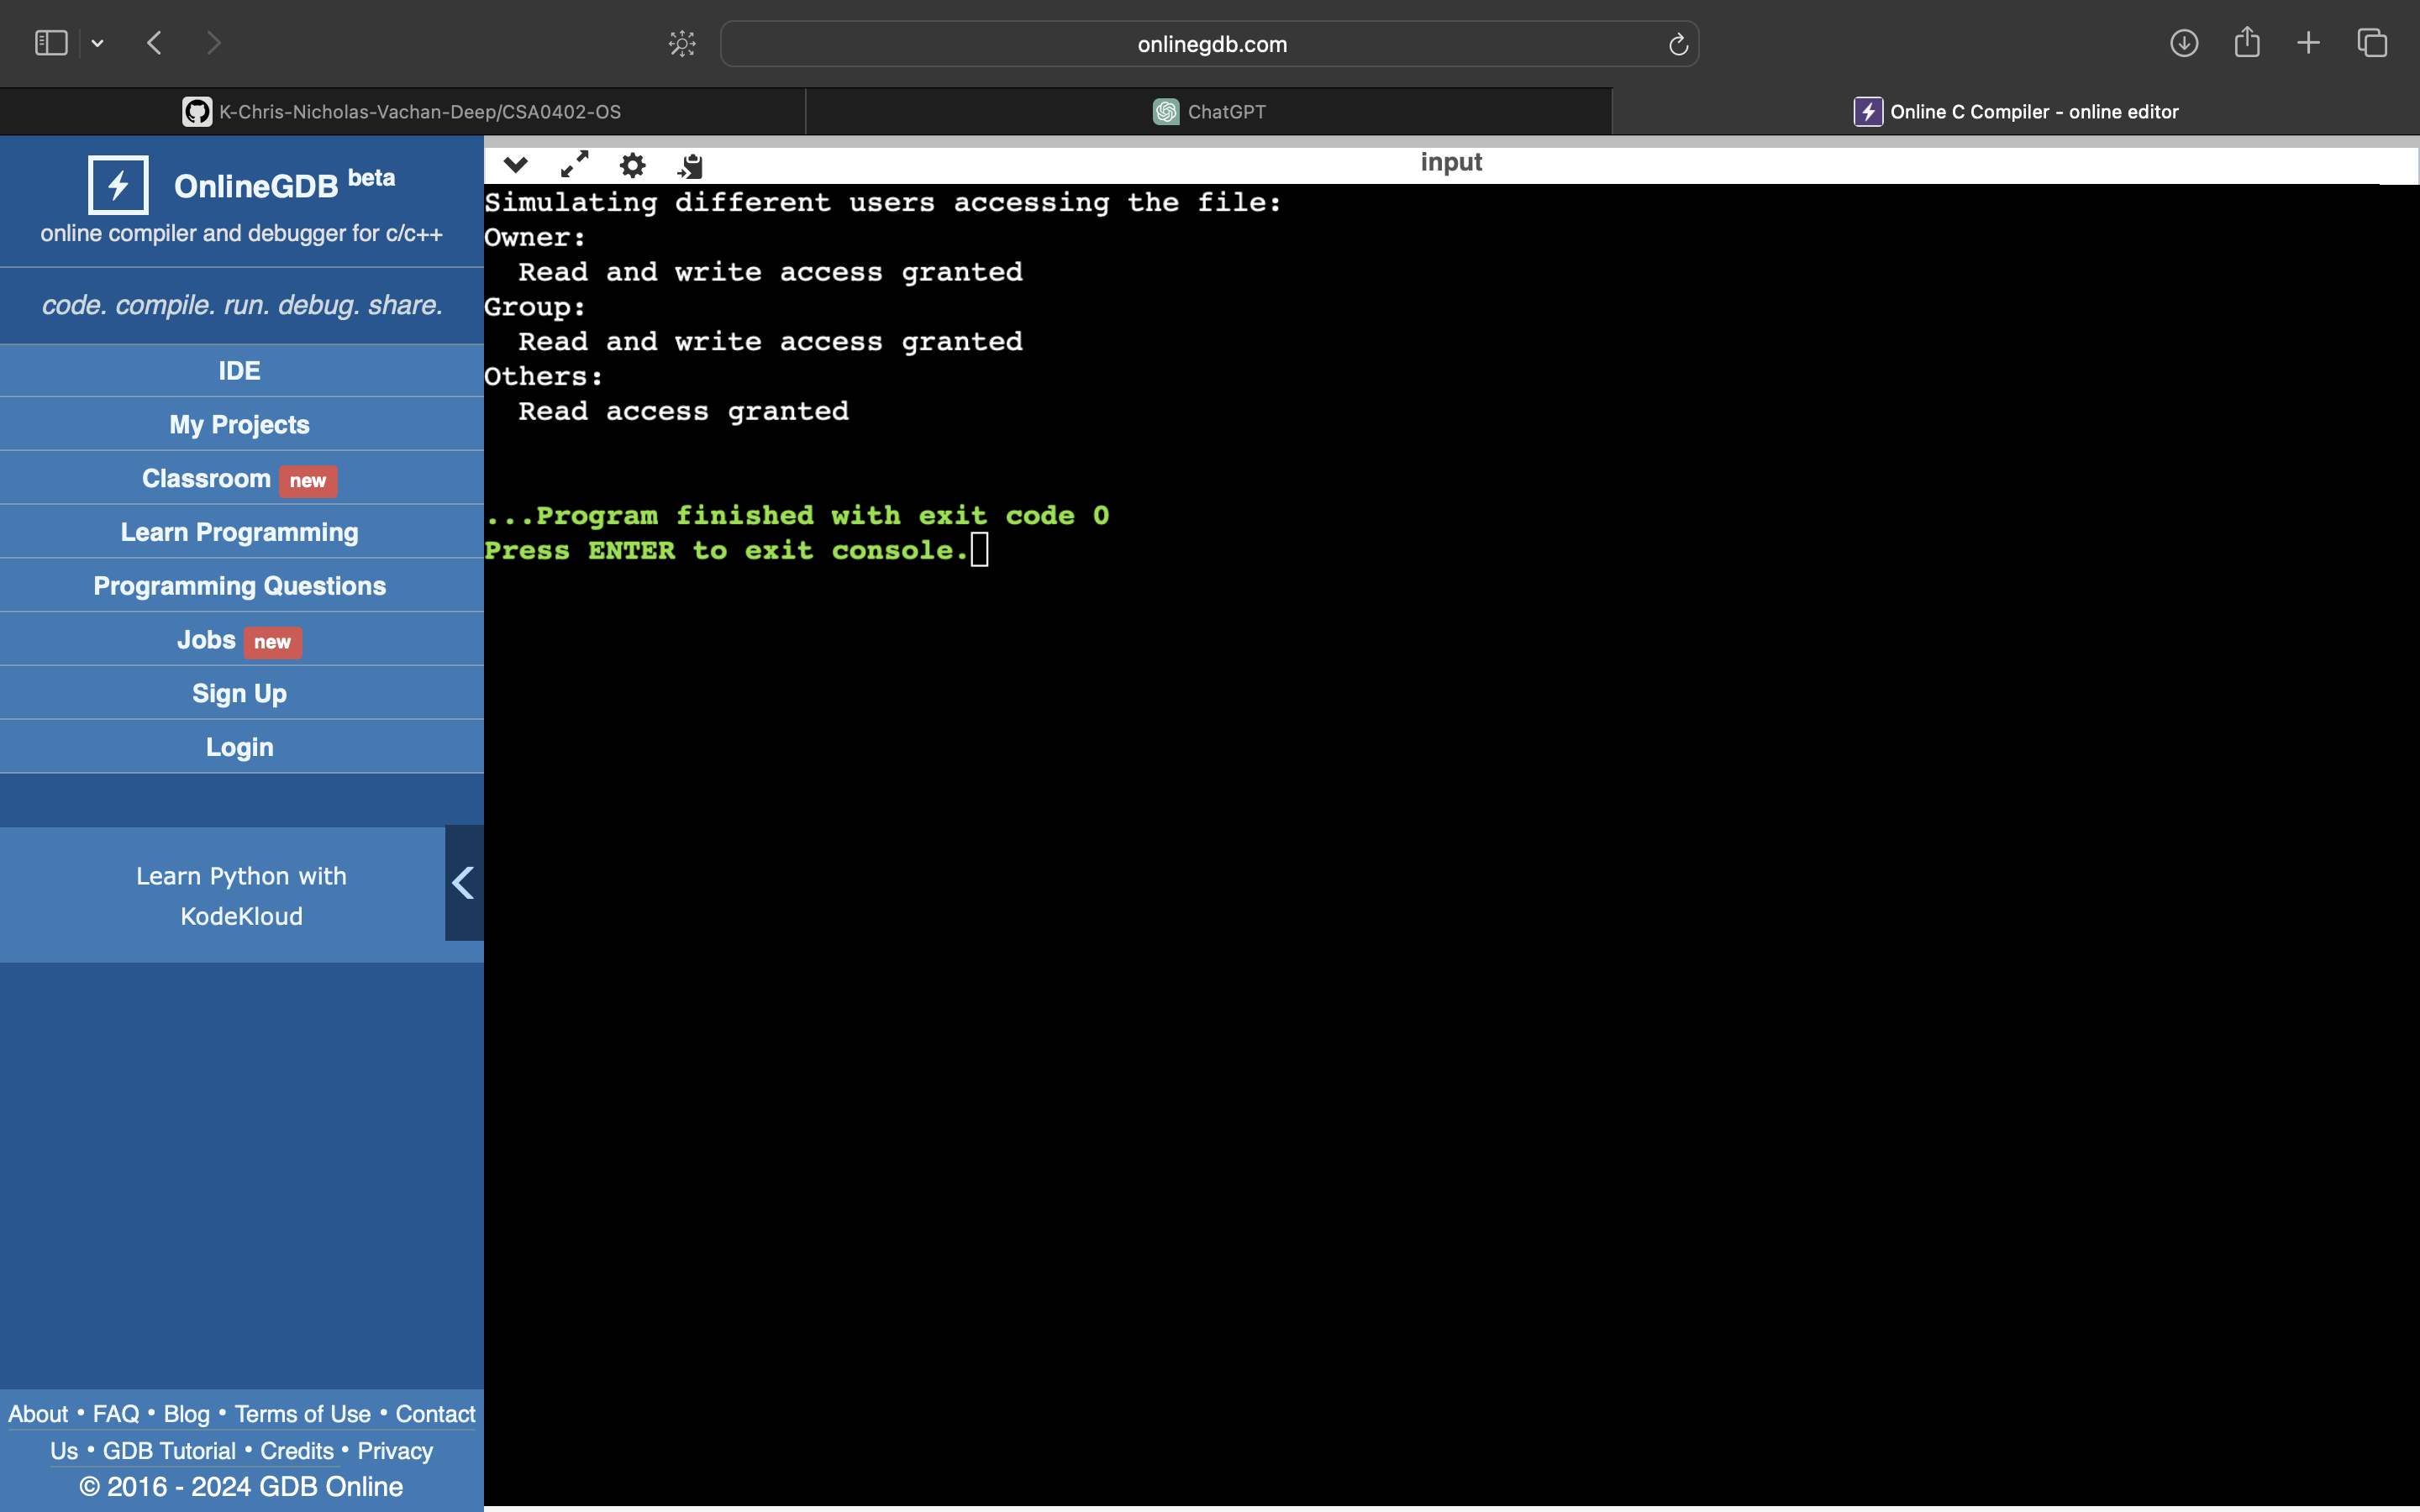 onlinegdb.com
K-Chris-Nicholas-Vachan-Deep/CSA0402-OS
ChatGPT
Online C Compiler - online editor
OnlineGDB beta
online compiler and debugger for c/c++
code. compile. run. debug. share.
IDE
My Projects
Classroom new
Learn Programming
Programming Questions
Jobs new
Sign Up
Login
Learn Python with
KodeKloud
About • FAQ • Blog • Terms of Use • Contact
Us • GDB Tutorial • Credits • Privacy
© 2016 - 2024 GDB Online
input
Simulating different users accessing the file:
Owner:
  Read and write access granted
Group:
  Read and write access granted
Others:
  Read access granted
...Program finished with exit code 0
Press ENTER to exit console.